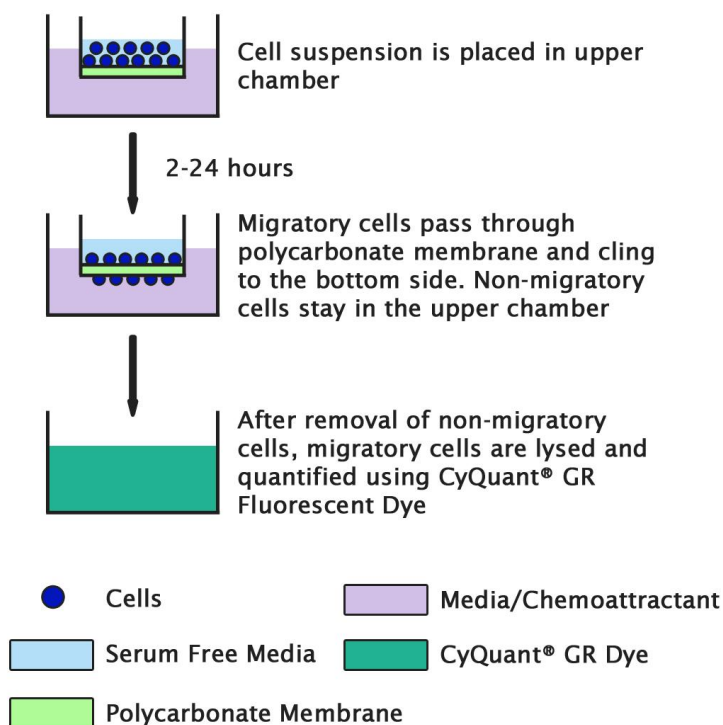 Cell suspension is placed in upper
chamber
2-24 hours
Migratory cells pass through
polycarbonate membrane and cling
to the bottom side. Non-migratory
cells stay in the upper chamber
After removal of non-migratory
cells, migratory cells are lysed and
quantified using CyQuant® GR
Fluorescent Dye
Cells
Media/Chemoattractant
Serum Free Media
CyQuant® GR Dye
Polycarbonate Membrane